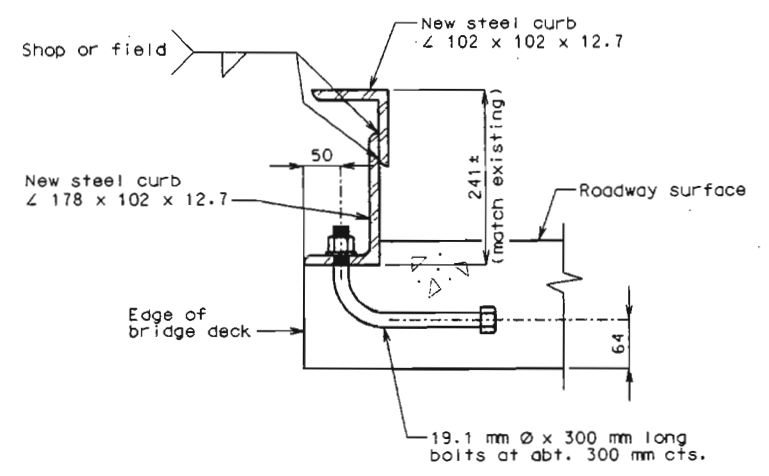 New steel curb
∠ 102 x 102 x 12.7
Shop or field
50
241±
(match existing)
New steel curb
∠ 178 x 102 x 12.7
Roadway surface
Edge of
bridge deck
64
19.1 mm Ø x 300 mm long
bolts at abt. 300 mm cts.